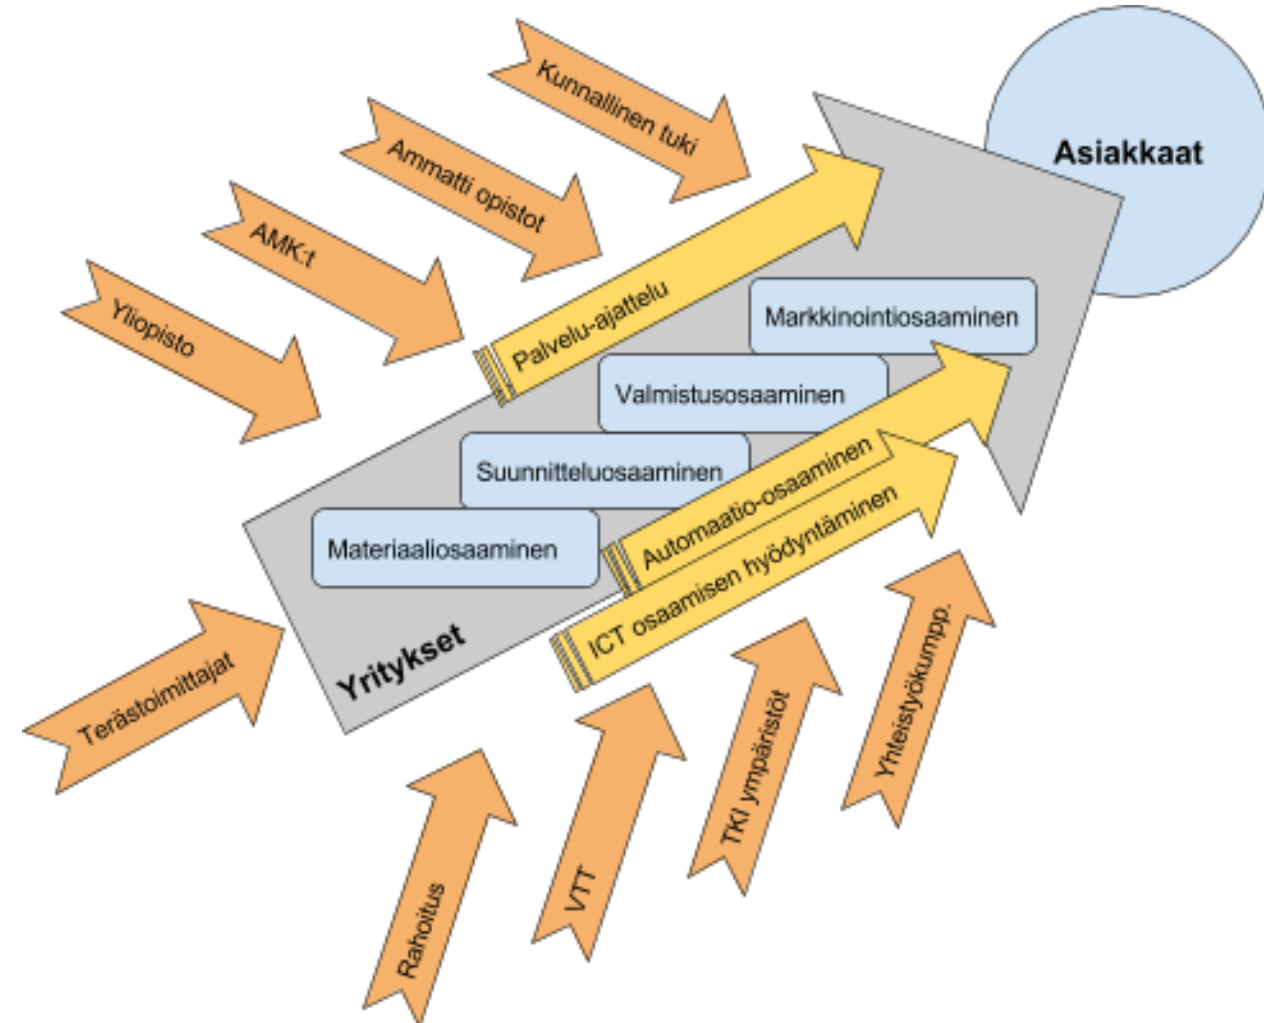 Kunnallinen tuki
Ammatti opistot
AMK:t
Yliopisto
Asiakkaat
Palvelu-ajattelu
Markkinointiosaaminen
Valmistusosaaminen
Suunnitteluosaaminen
Materiaaliosaaminen
Automaatio-osaaminen
ICT osaamisen hyödyntäminen
Yritykset
Terästoimittajat
Rahoitus
VTT
TKI ympäristöt
Yhteistyökumpp.